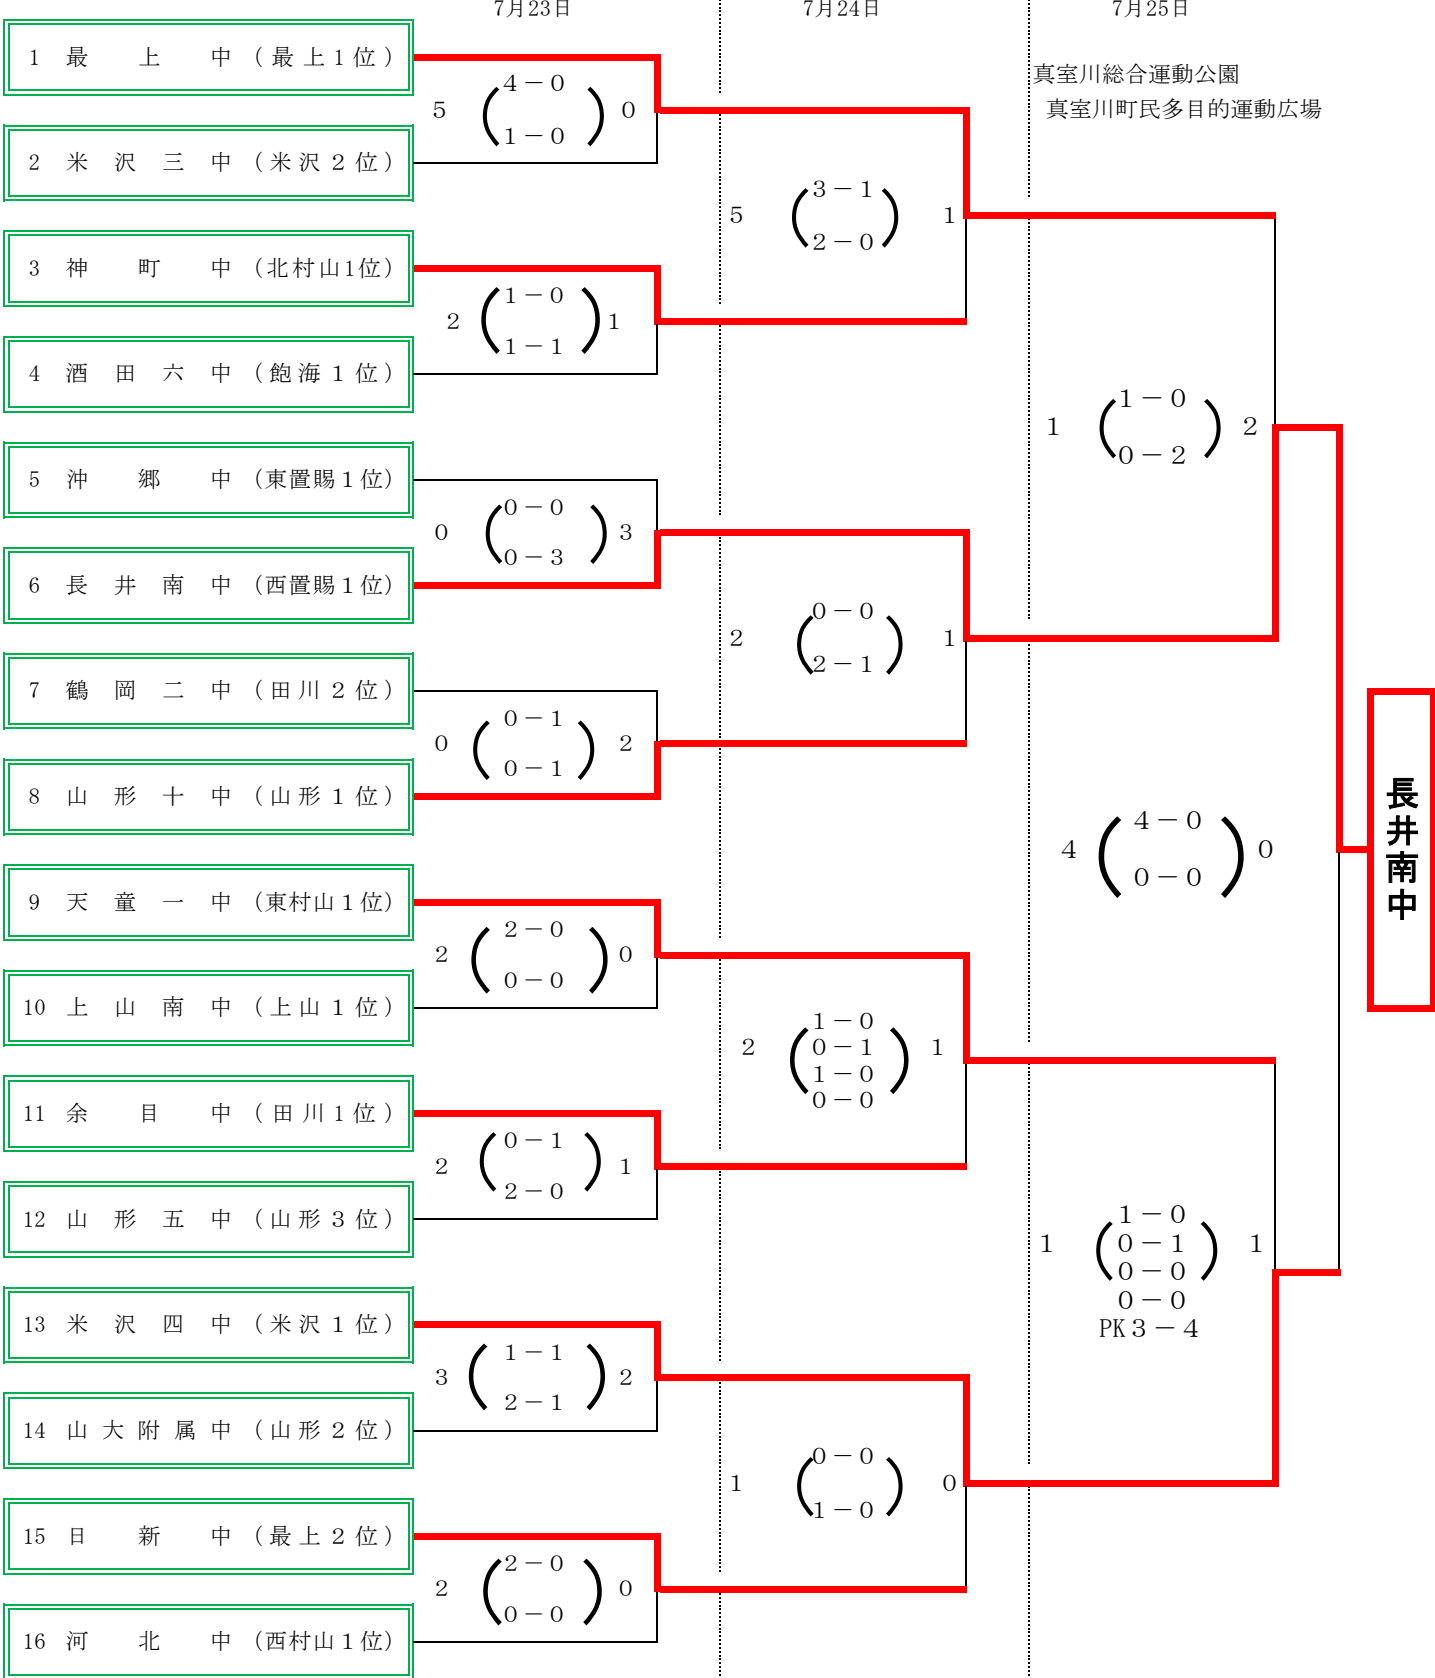 7月23日
7月24日
7月25日
真室川総合運動公園
真室川町民多目的運動広場
1 最 上 中 (最上1位)
5 ( 4-0 1-0 ) 0
2 米 沢 三 中 (米沢2位)
5 ( 3-1 2-0 ) 1
3 神 町 中 (北村山1位)
2 ( 1-0 1-1 ) 1
4 酒 田 六 中 (飽海1位)
1 ( 1-0 0-2 ) 2
5 沖 郷 中 (東置賜1位)
0 ( 0-0 0-3 ) 3
6 長 井 南 中 (西置賜1位)
2 ( 0-0 2-1 ) 1
7 鶴 岡 二 中 (田川2位)
0 ( 0-1 0-1 ) 2
8 山 形 十 中 (山形1位)
4 ( 4-0 0-0 ) 0
長井南中
9 天 童 一 中 (東村山1位)
2 ( 2-0 0-0 ) 0
10 上 山 南 中 (上山1位)
2 ( 1-0 0-1 1-0 0-0 ) 1
11 余 目 中 (田川1位)
2 ( 0-1 2-0 ) 1
12 山 形 五 中 (山形3位)
1 ( 1-0 0-1 0-0 0-0 ) 1
PK3-4
13 米 沢 四 中 (米沢1位)
3 ( 1-1 2-1 ) 2
14 山 大 附 属 中 (山形2位)
1 ( 0-0 1-0 ) 0
15 日 新 中 (最上2位)
2 ( 2-0 0-0 ) 0
16 河 北 中 (西村山1位)